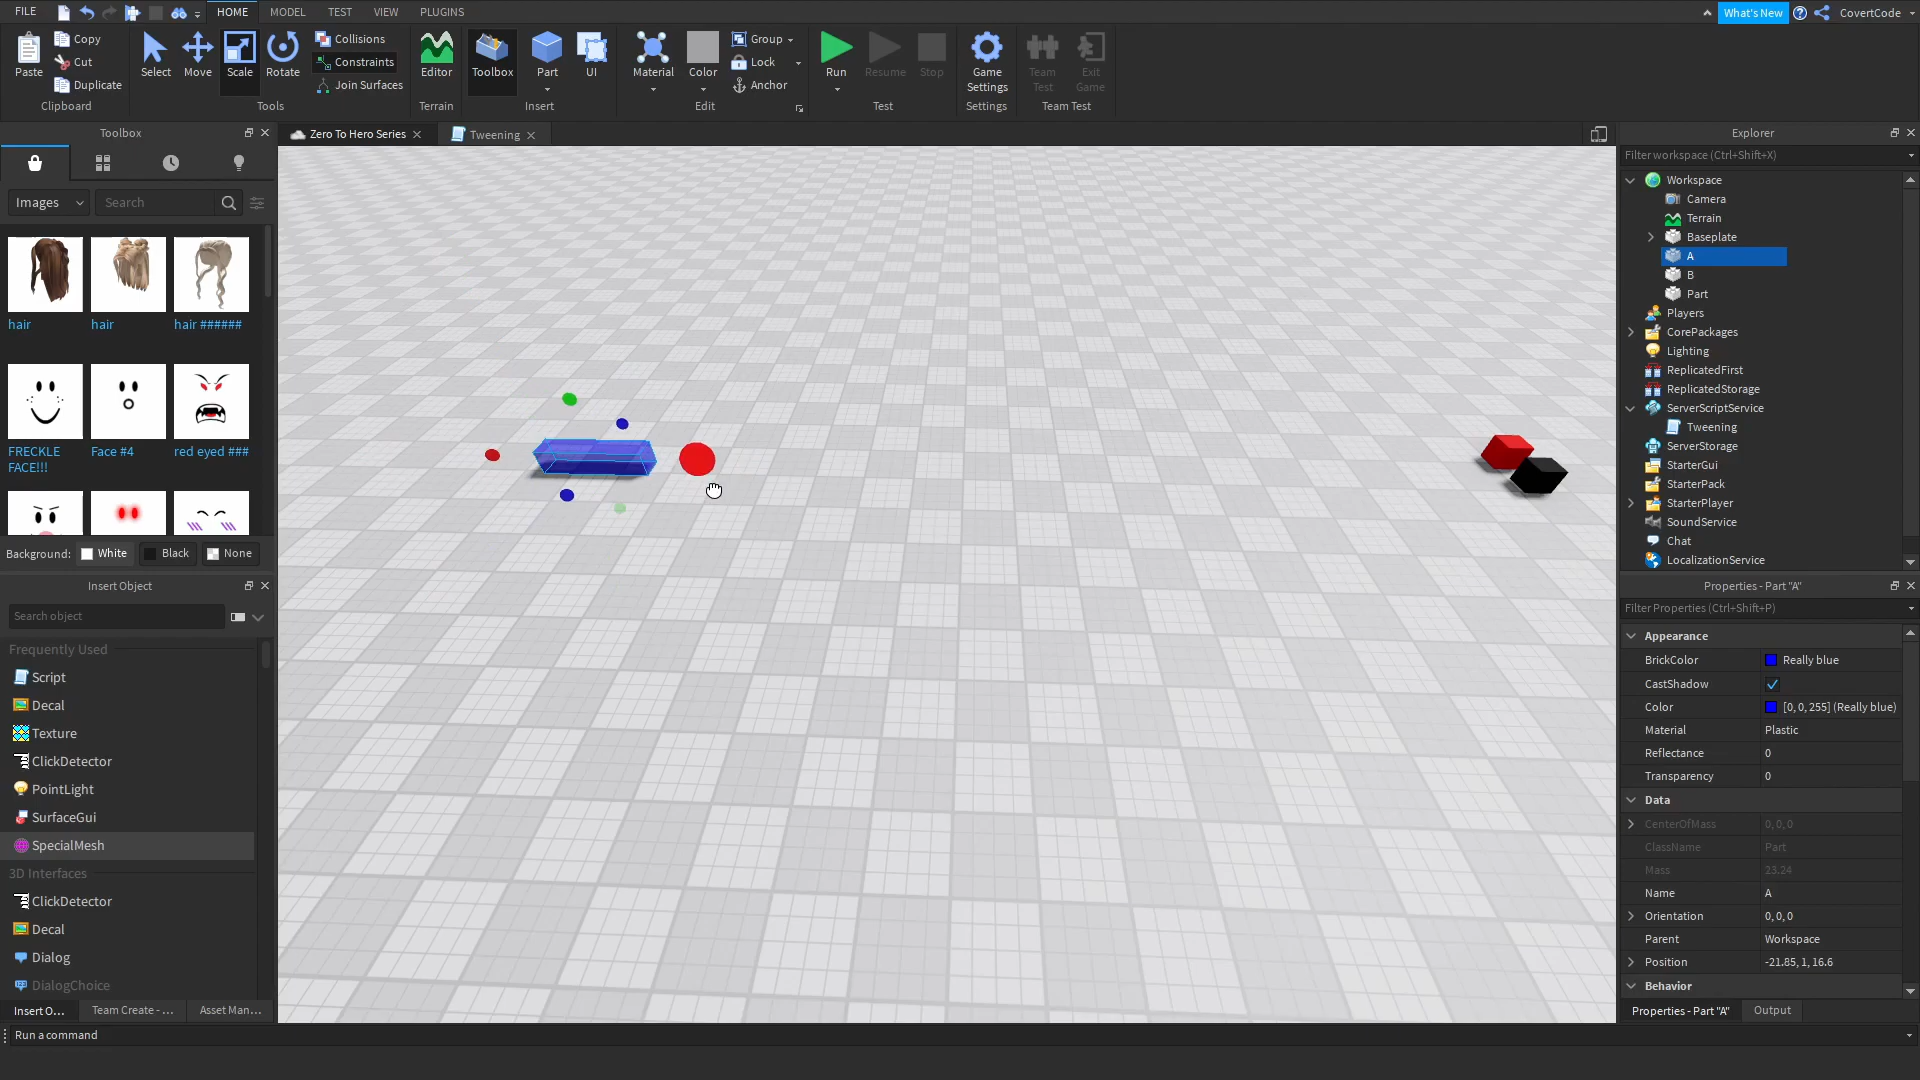 FILE
HOME
MODEL
TEST
VIEW
PLUGINS
What's New
CovertCode
Paste
Copy
Cut
Duplicate
Clipboard
Select
Move
Scale
Rotate
Collisions
Constraints
Join Surfaces
Tools
Editor
Terrain
Toolbox
Part
UI
Insert
Material
Color
Group
Lock
Anchor
Edit
Run
Resume
Stop
Test
Game
Settings
Settings
Team
Test
Exit
Game
Team Test
Toolbox
Images
Search
hair
hair
hair ######
FRECKLE
FACE!!!
Face #4
red eyed ###
Background:
White
Black
None
Insert Object
Search object
Frequently Used
Script
Decal
Texture
ClickDetector
PointLight
SurfaceGui
SpecialMesh
3D Interfaces
ClickDetector
Decal
Dialog
DialogChoice
Insert O...
Team Create - ...
Asset Man...
Run a command
Zero To Hero Series
Tweening
Explorer
Filter workspace (Ctrl+Shift+X)
Workspace
Camera
Terrain
Baseplate
A
B
Part
Players
CorePackages
Lighting
ReplicatedFirst
ReplicatedStorage
ServerScriptService
Tweening
ServerStorage
StarterGui
StarterPack
StarterPlayer
SoundService
Chat
LocalizationService
Properties - Part "A"
Filter Properties (Ctrl+Shift+P)
Appearance
BrickColor
Really blue
CastShadow
Color
[0, 0, 255] (Really blue)
Material
Plastic
Reflectance
0
Transparency
0
Data
CenterOfMass
0, 0, 0
ClassName
Part
Mass
23.24
Name
A
Orientation
0, 0, 0
Parent
Workspace
Position
-21.85, 1, 16.6
Behavior
Properties - Part "A"
Output